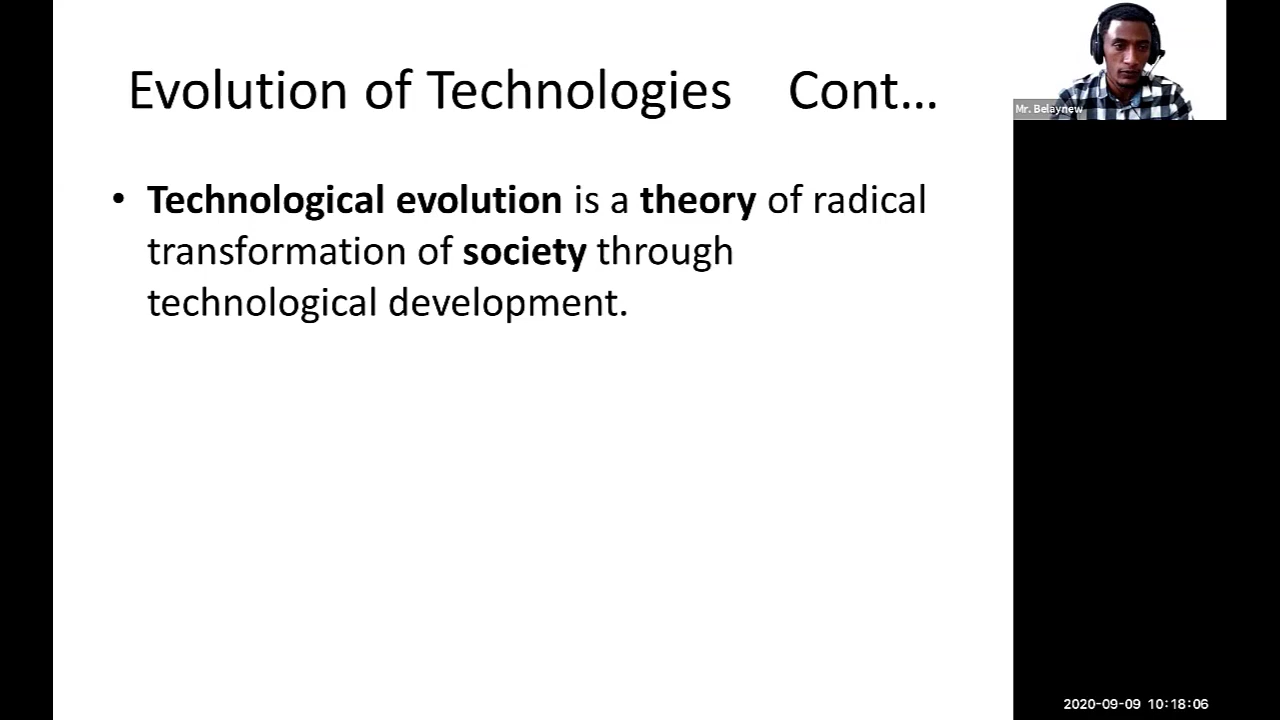 Evolution of Technologies Cont...
• Technological evolution is a theory of radical
transformation of society through
technological development.
Mr. Belaynew
2020-09-09 10:18:06